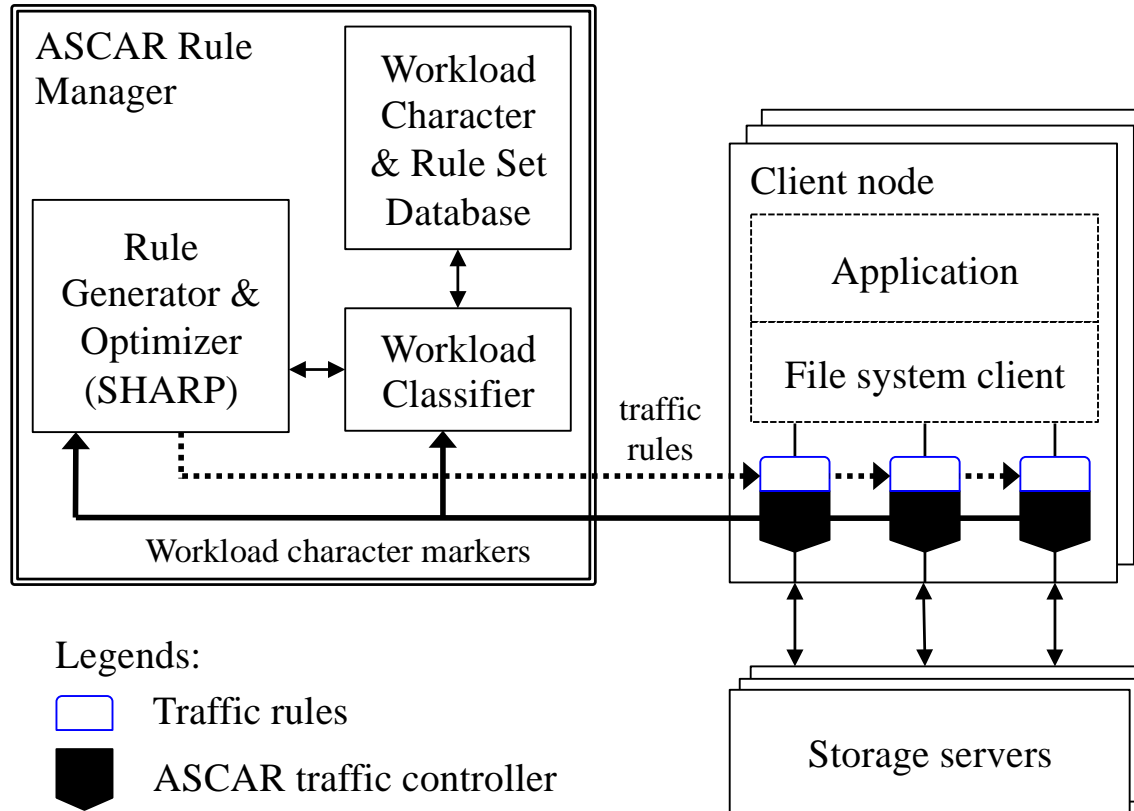 ASCAR Rule
Manager
Workload
Character
& Rule Set
Database
Rule
Generator &
Optimizer
(SHARP)
Workload
Classifier
Workload character markers
traffic
rules
Client node
Application
File system client
Storage servers
Legends:
Traffic rules
ASCAR traffic controller